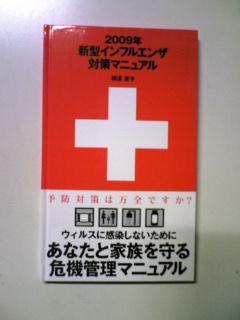 2009年
新型インフルエンザ
対策マニュアル
予防対策は万全ですか?
ウィルスに感染しないために
あなたと家族を守る
危機管理マニュアル